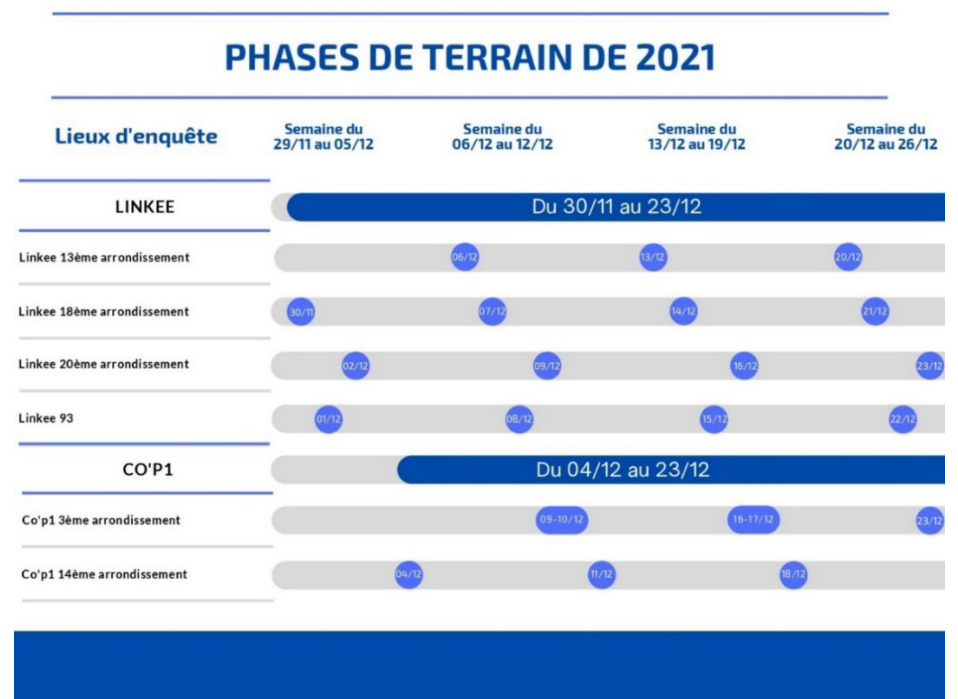 PHASES DE TERRAIN DE 2021
Lieux d'enquête
Semaine du
29/11 au 05/12
Semaine du
06/12 au 12/12
Semaine du
13/12 au 19/12
Semaine du
20/12 au 26/12
LINKEE
Du 30/11 au 23/12
Linkee 13ème arrondissement
06/12
13/12
20/12
Linkee 18ème arrondissement
30/11
07/12
14/12
21/12
Linkee 20ème arrondissement
02/12
09/12
16/12
23/12
Linkee 93
01/12
08/12
15/12
22/12
CO'P1
Du 04/12 au 23/12
Co'p1 3ème arrondissement
09-10/12
16-17/12
23/12
Co'p1 14ème arrondissement
04/12
11/12
18/12